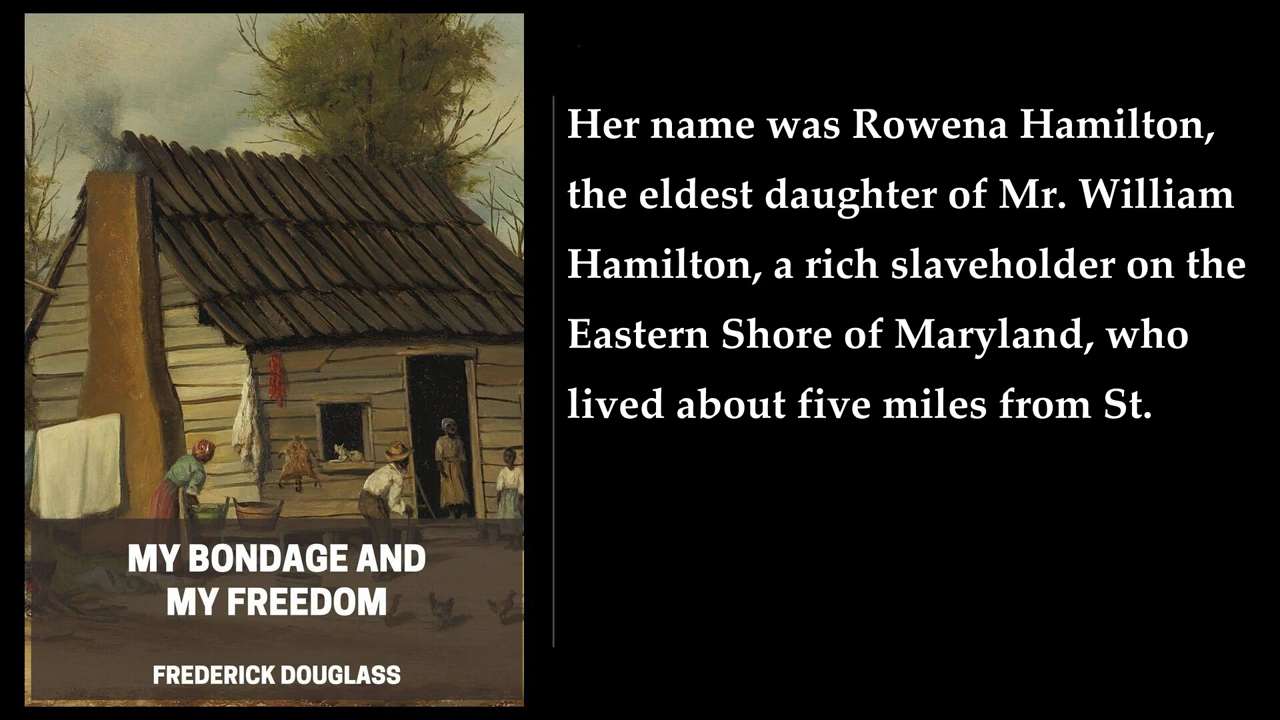 MY BONDAGE AND
MY FREEDOM
FREDERICK DOUGLASS
Her name was Rowena Hamilton,
the eldest daughter of Mr. William
Hamilton, a rich slaveholder on the
Eastern Shore of Maryland, who
lived about five miles from St.